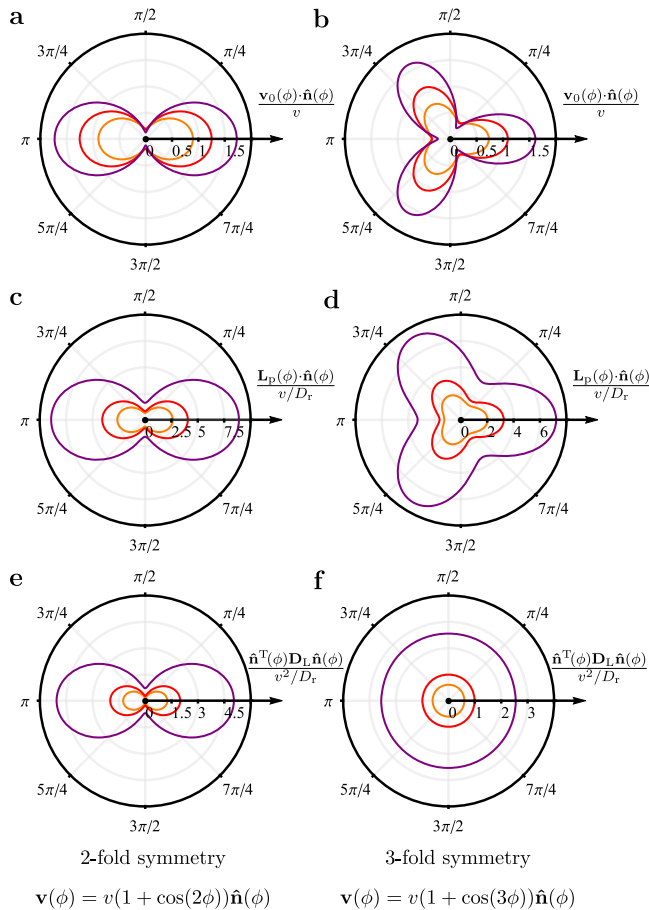 a
π/2
3π/4
π/4
v₀(ϕ)·n̂(ϕ)
v
π
0 0.5 1 1.5
5π/4
7π/4
3π/2
b
π/2
3π/4
π/4
v₀(ϕ)·n̂(ϕ)
v
π
0 0.5 1 1.5
5π/4
7π/4
3π/2
c
π/2
3π/4
π/4
Lₚ(ϕ)·n̂(ϕ)
v/Dᵣ
π
0 2.5 5 7.5
5π/4
7π/4
3π/2
d
π/2
3π/4
π/4
Lₚ(ϕ)·n̂(ϕ)
v/Dᵣ
π
0 2 4 6
5π/4
7π/4
3π/2
e
π/2
3π/4
π/4
n̂ᵀ(ϕ)D_L n̂(ϕ)
v²/Dᵣ
π
0 1.5 3 4.5
5π/4
7π/4
3π/2
f
π/2
3π/4
π/4
n̂ᵀ(ϕ)D_L n̂(ϕ)
v²/Dᵣ
π
0 1 2 3
5π/4
7π/4
3π/2
2-fold symmetry
3-fold symmetry
v(ϕ) = v(1 + cos(2ϕ))n̂(ϕ)
v(ϕ) = v(1 + cos(3ϕ))n̂(ϕ)